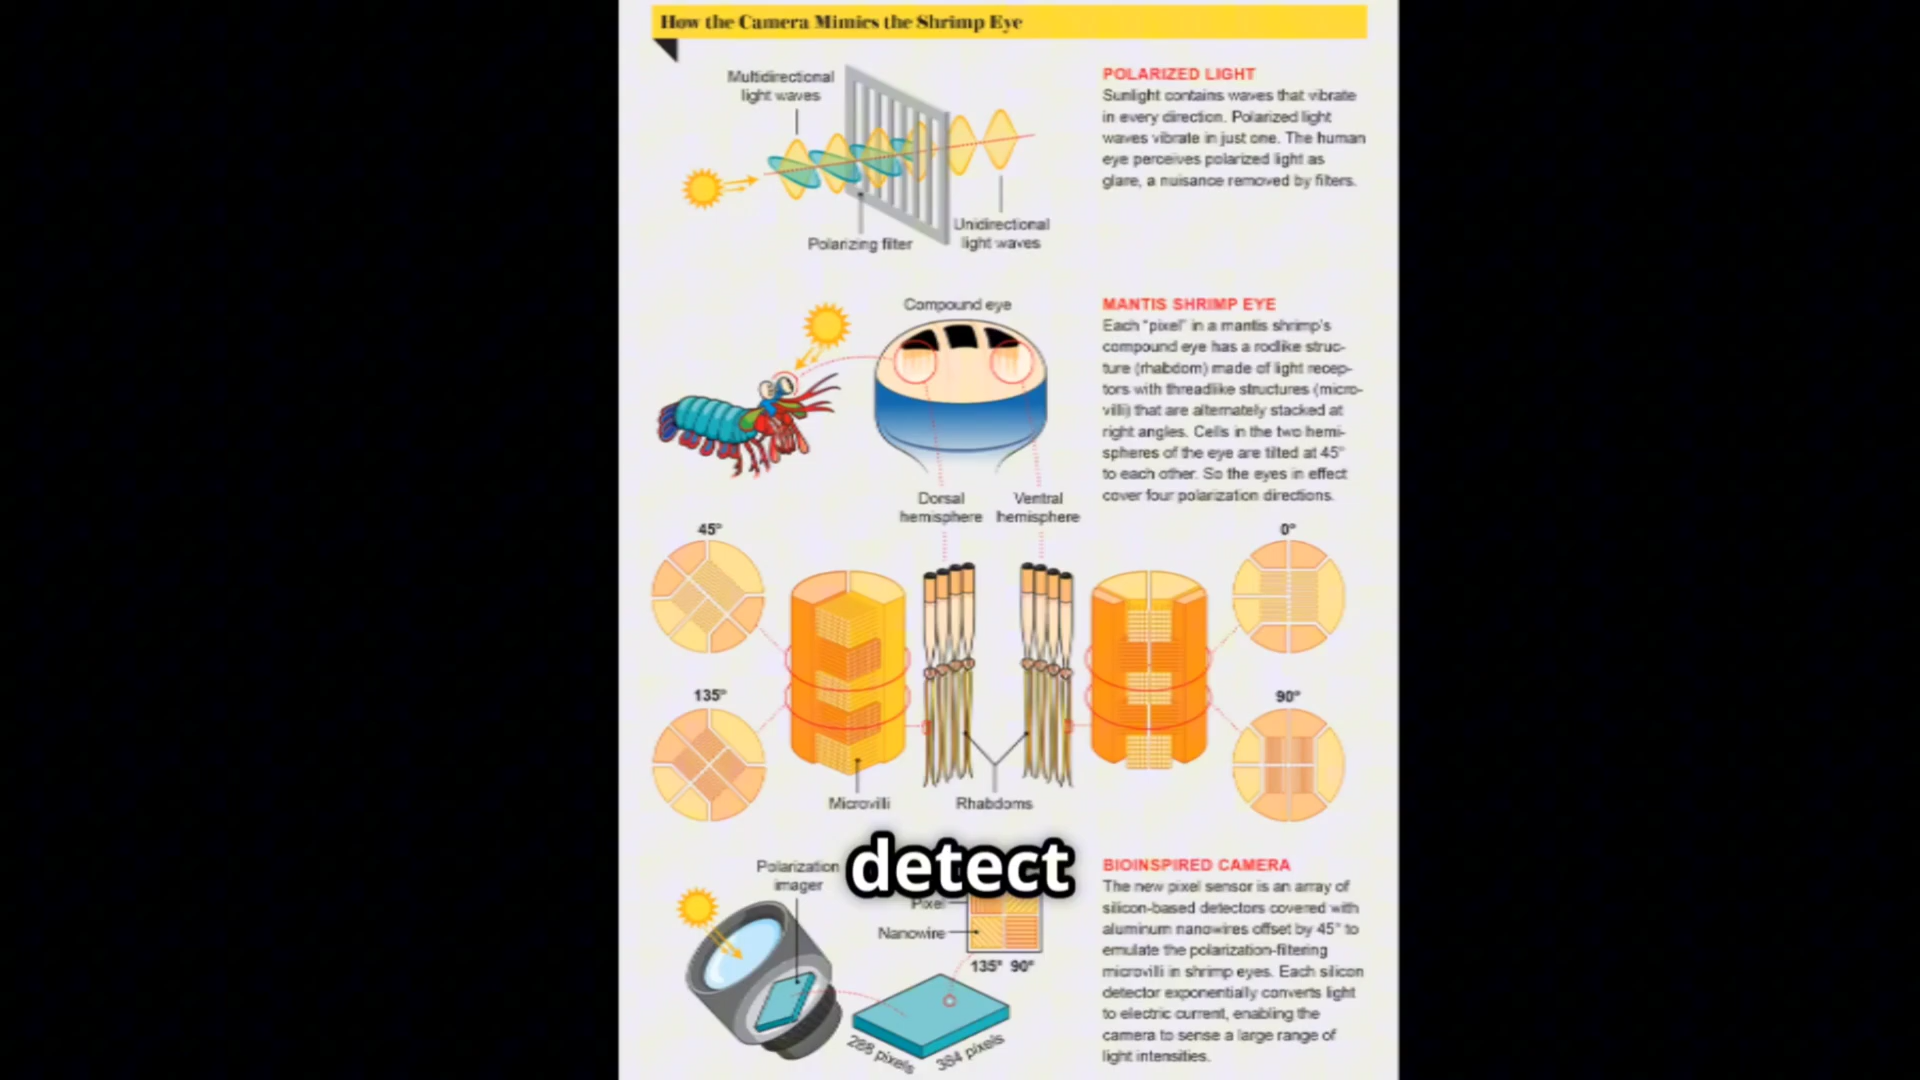 How the Camera Mimics the Shrimp Eye
Multidirectional
light waves
Polarizing filter
Unidirectional
light waves
POLARIZED LIGHT
Sunlight contains waves that vibrate
in every direction. Polarized light
waves vibrate in just one. The human
eye perceives polarized light as
glare, a nuisance removed by filters.
Compound eye
Dorsal
hemisphere
Ventral
hemisphere
MANTIS SHRIMP EYE
Each "pixel" in a mantis shrimp's
compound eye has a rodlike struc-
ture (rhabdom) made of light recep-
tors with threadlike structures (micro-
villi) that are alternately stacked at
right angles. Cells in the two hemi-
spheres of the eye are tilted at 45°
to each other. So the eyes in effect
cover four polarization directions.
45°
0°
135°
90°
Microvilli
Rhabdoms
detect
Polarization
imager
Pixel
Nanowire
135° 90°
288 pixels
384 pixels
BIOINSPIRED CAMERA
The new pixel sensor is an array of
silicon-based detectors covered with
aluminum nanowires offset by 45° to
emulate the polarization-filtering
microvilli in shrimp eyes. Each silicon
detector exponentially converts light
to electric current, enabling the
camera to sense a large range of
light intensities.